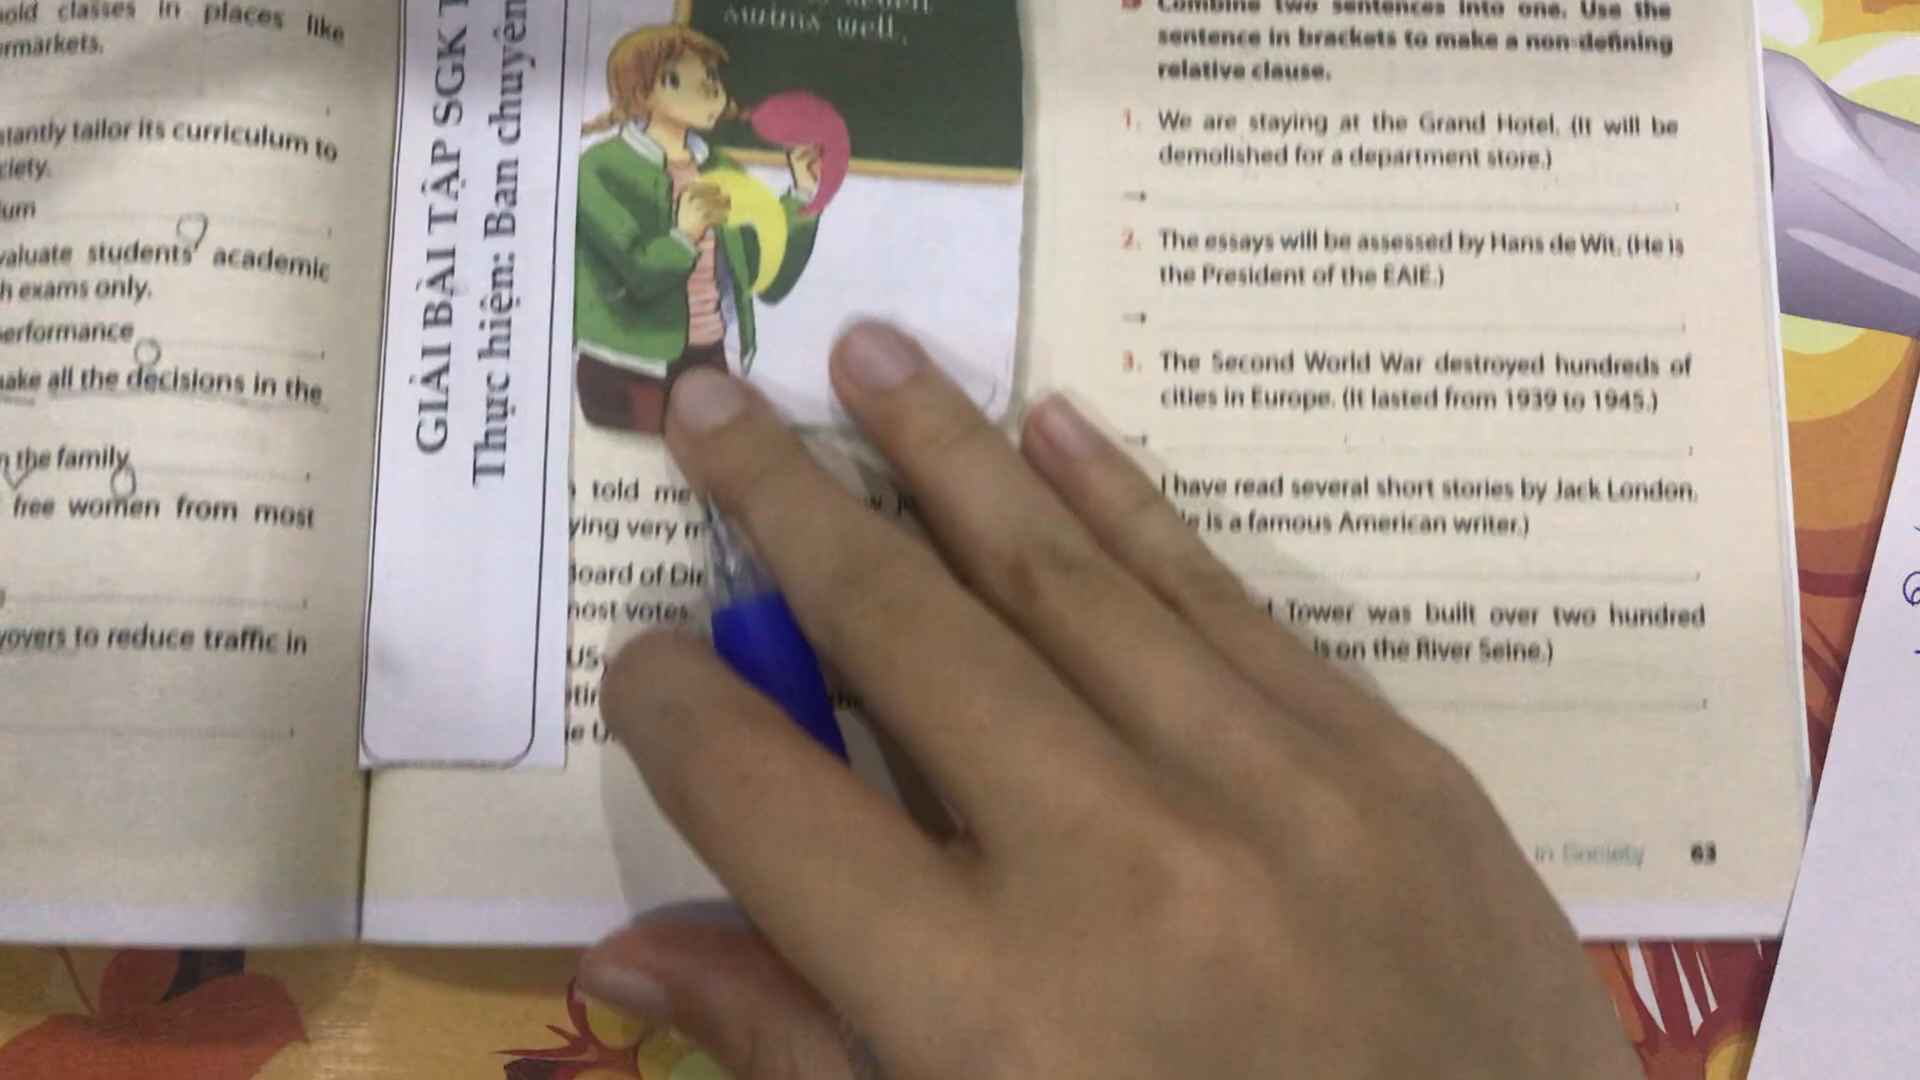 old classes in places like
ermarkets.
stantly tailor its curriculum to
ciety.
um
valuate students' academic
h exams only.
erformance
ake all the decisions in the
n the family
free women from most
yovers to reduce traffic in
GIẢI BÀI TẬP SGK T
Thực hiện: Ban chuyên
swims well.
told me
ying very m
Board of Dir
most votes.
US,
Combine two sentences into one. Use the
sentence in brackets to make a non-defining
relative clause.
1. We are staying at the Grand Hotel. (It will be
demolished for a department store.)
→
2. The essays will be assessed by Hans de Wit. (He is
the President of the EAIE.)
→
3. The Second World War destroyed hundreds of
cities in Europe. (It lasted from 1939 to 1945.)
→
I have read several short stories by Jack London.
is a famous American writer.)
Tower was built over two hundred
is on the River Seine.)
in Society 63